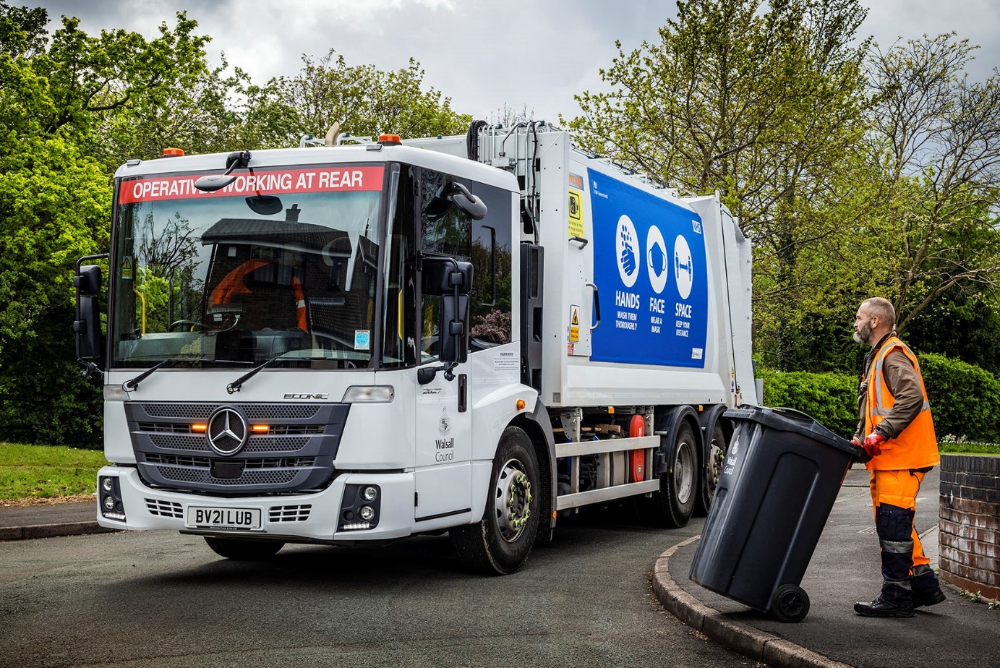 OPERATIVES WORKING AT REAR
HANDS
WASH THEM
THOROUGHLY
FACE
WEAR A
MASK
SPACE
KEEP YOUR
DISTANCE
NHS
ECONIC
2627
Walsall
Council
BV21 LUB
Walsall
Council